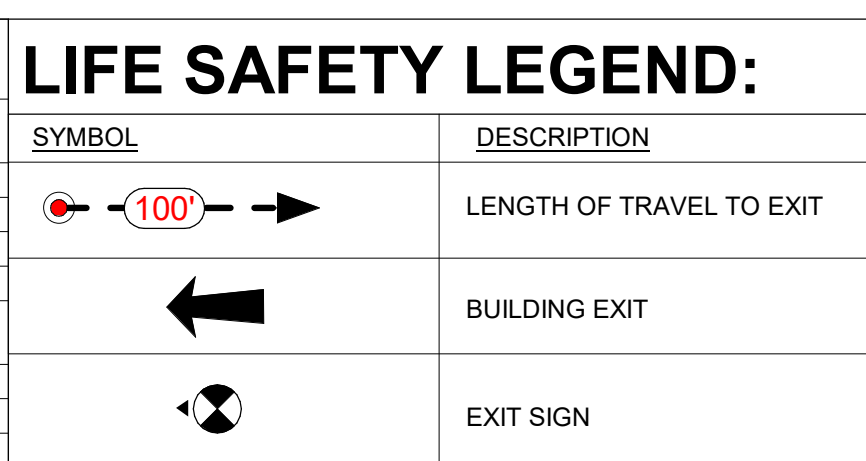 LIFE SAFETY LEGEND:
SYMBOL DESCRIPTION
100' LENGTH OF TRAVEL TO EXIT
BUILDING EXIT
EXIT SIGN